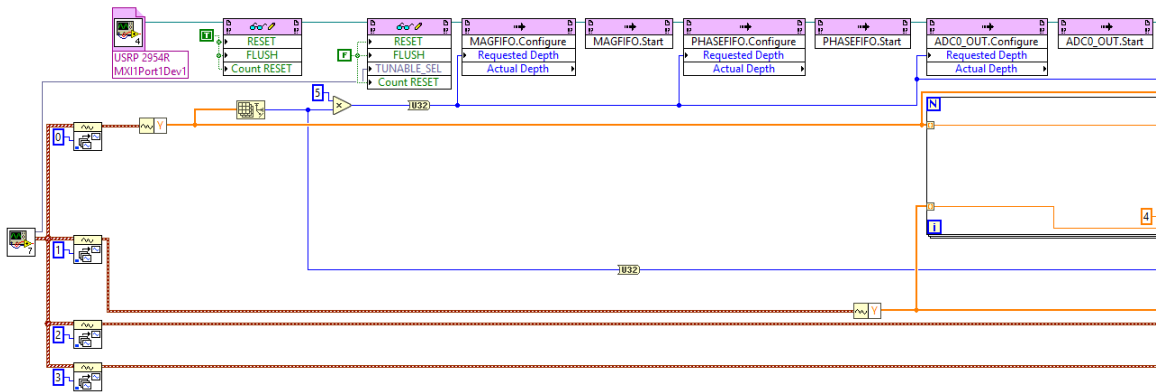 4
USRP 2954R
MXI1Port1Dev1
T
RESET
FLUSH
Count RESET
F
RESET
FLUSH
TUNABLE_SEL
Count RESET
MAGFIFO.Configure
Requested Depth
Actual Depth
MAGFIFO.Start
PHASEFIFO.Configure
Requested Depth
Actual Depth
PHASEFIFO.Start
ADC0_OUT.Configure
Requested Depth
Actual Depth
ADC0_OUT.Start
5
x
U32
N
0
Y
7
1
i
4
U32
Y
2
3